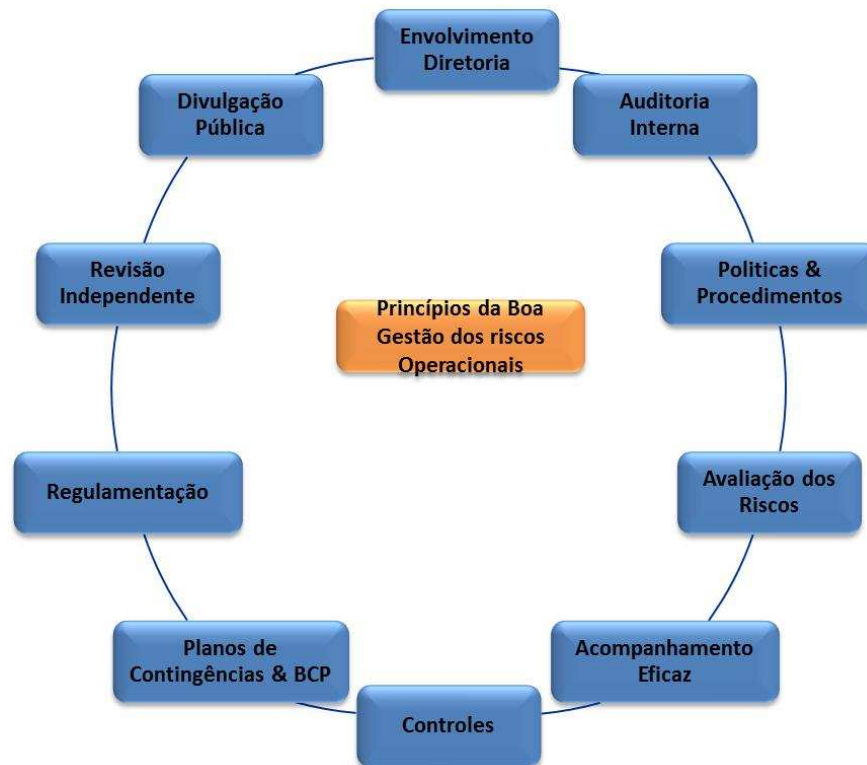 Envolvimento
Diretoria
Auditoria
Interna
Politicas &
Procedimentos
Avaliação dos
Riscos
Acompanhamento
Eficaz
Controles
Planos de
Contingências & BCP
Regulamentação
Revisão
Independente
Divulgação
Pública
Princípios da Boa
Gestão dos riscos
Operacionais